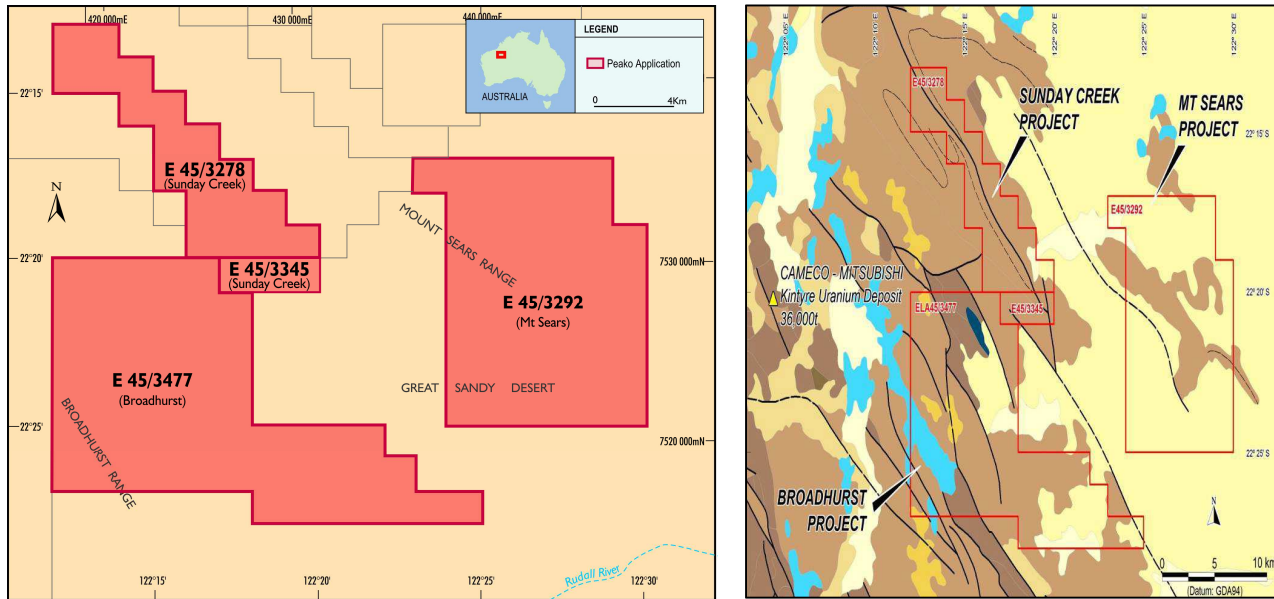 420 000mE
430 000mE
440 000mE
LEGEND
Peako Application
AUSTRALIA
0
4Km
22°15'
E 45/3278
(Sunday Creek)
N
MOUNT SEARS RANGE
22°20'
E 45/3345
(Sunday Creek)
7530 000mN
E 45/3292
(Mt Sears)
E 45/3477
(Broadhurst)
GREAT SANDY DESERT
BROADHURST RANGE
22°25'
7520 000mN
Rudall River
122°15'
122°20'
122°25'
122°30'
122° 05' E
122° 10' E
122° 15' E
122° 20' E
122° 25' E
122° 30' E
E45/3278
SUNDAY CREEK
PROJECT
MT SEARS
PROJECT
22° 15' S
E45/3292
CAMECO - MITSUBISHI
Kintyre Uranium Deposit
36,000t
22° 20' S
ELA45/3477
E45/3345
22° 25' S
BROADHURST
PROJECT
N
0 5 10 km
(Datum: GDA94)